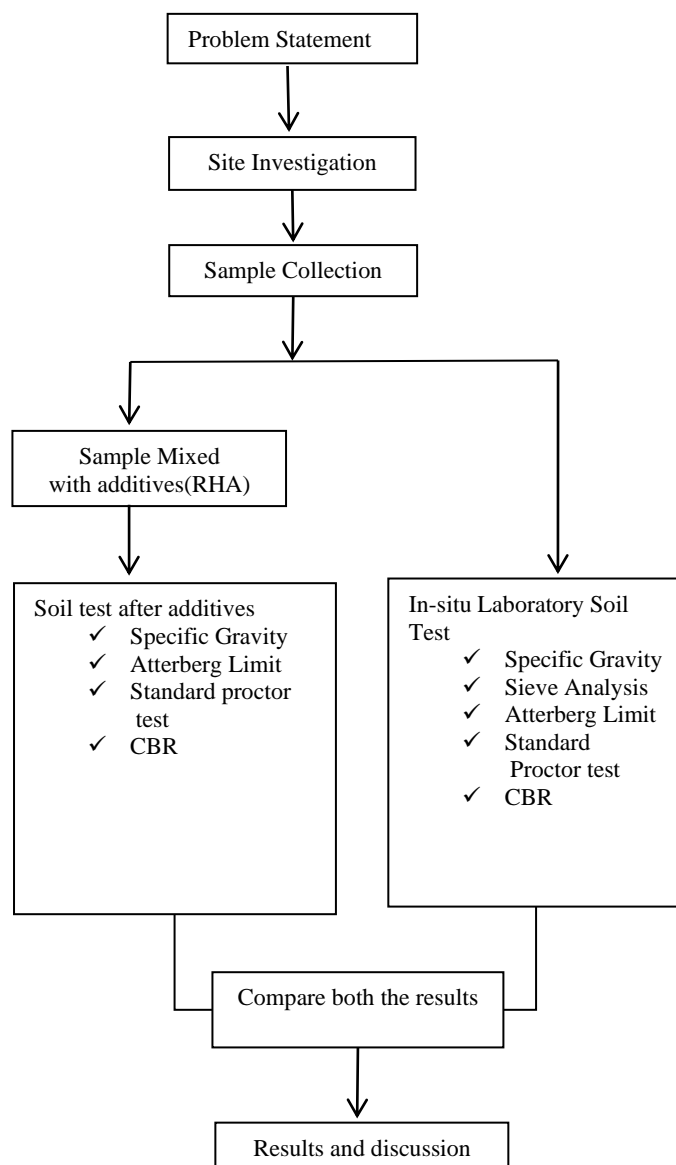 Problem Statement
Site Investigation
Sample Collection
Sample Mixed
with additives(RHA)
Soil test after additives
✓ Specific Gravity
✓ Atterberg Limit
✓ Standard proctor
test
✓ CBR
In-situ Laboratory Soil
Test
✓ Specific Gravity
✓ Sieve Analysis
✓ Atterberg Limit
✓ Standard
Proctor test
✓ CBR
Compare both the results
Results and discussion